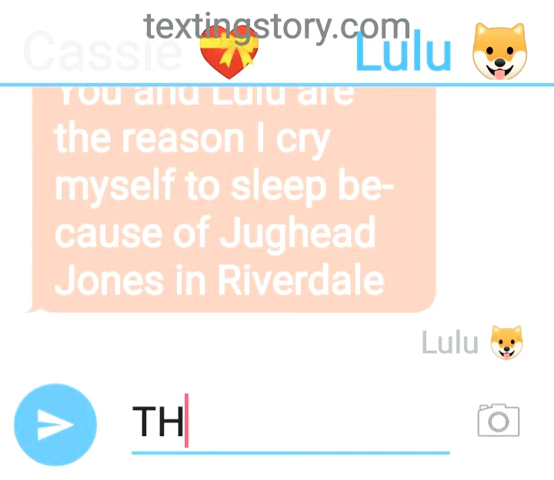 textingstory.com
Cassie Lulu
You and Lulu are
the reason I cry
myself to sleep be-
cause of Jughead
Jones in Riverdale
Lulu
TH